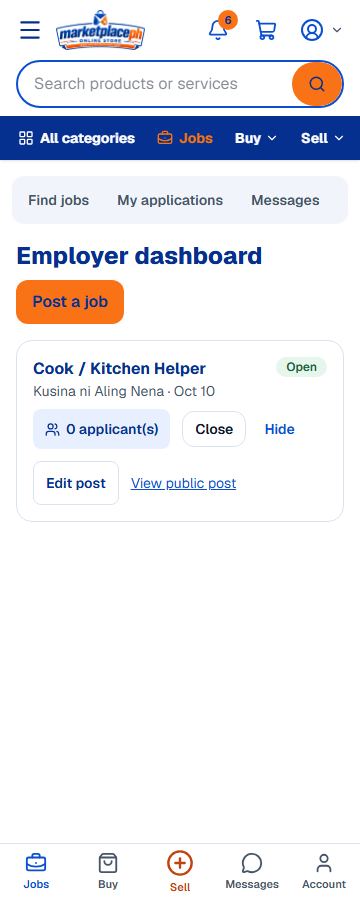 marketplaceph
ONLINE STORE
6
Search products or services
All categories
Jobs
Buy
Sell
Find jobs
My applications
Messages
Employer dashboard
Post a job
Cook / Kitchen Helper
Open
Kusina ni Aling Nena · Oct 10
0 applicant(s)
Close
Hide
Edit post
View public post
Jobs
Buy
Sell
Messages
Account